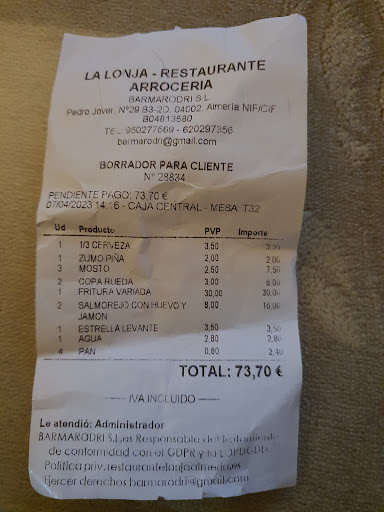 LA LONJA - RESTAURANTE
ARROCERIA
BARMARODRI S.L.
Pedro Jover, Nº29 B3-2D, 04002, Almería NIF/CIF
B04813580
TEL. 950277569 - 620297356
barmarodri@gmail.com
BORRADOR PARA CLIENTE
Nº 28834
PENDIENTE PAGO: 73,70 €
07/04/2023 14:16 - CAJA CENTRAL - MESA: T32
Ud Producto PVP Importe
1 1/3 CERVEZA 3,50 3,50
1 ZUMO PIÑA 2,00 2,00
3 MOSTO 2,50 7,50
2 COPA RUEDA 3,00 6,00
1 FRITURA VARIADA 30,00 30,00
2 SALMOREJO CON HUEVO Y 8,00 16,00
JAMON
1 ESTRELLA LEVANTE 3,50 3,50
1 AGUA 2,80 2,80
4 PAN 0,60 2,40
TOTAL: 73,70 €
IVA INCLUIDO
Le atendió: Administrador
BARMARODRI S.L. es Responsable del tratamiento
de conformidad con el GDPR y la LOPDGDD
Política priv. restaurantelalonjaalmeria.es
Ejercer derechos barmarodri@gmail.com